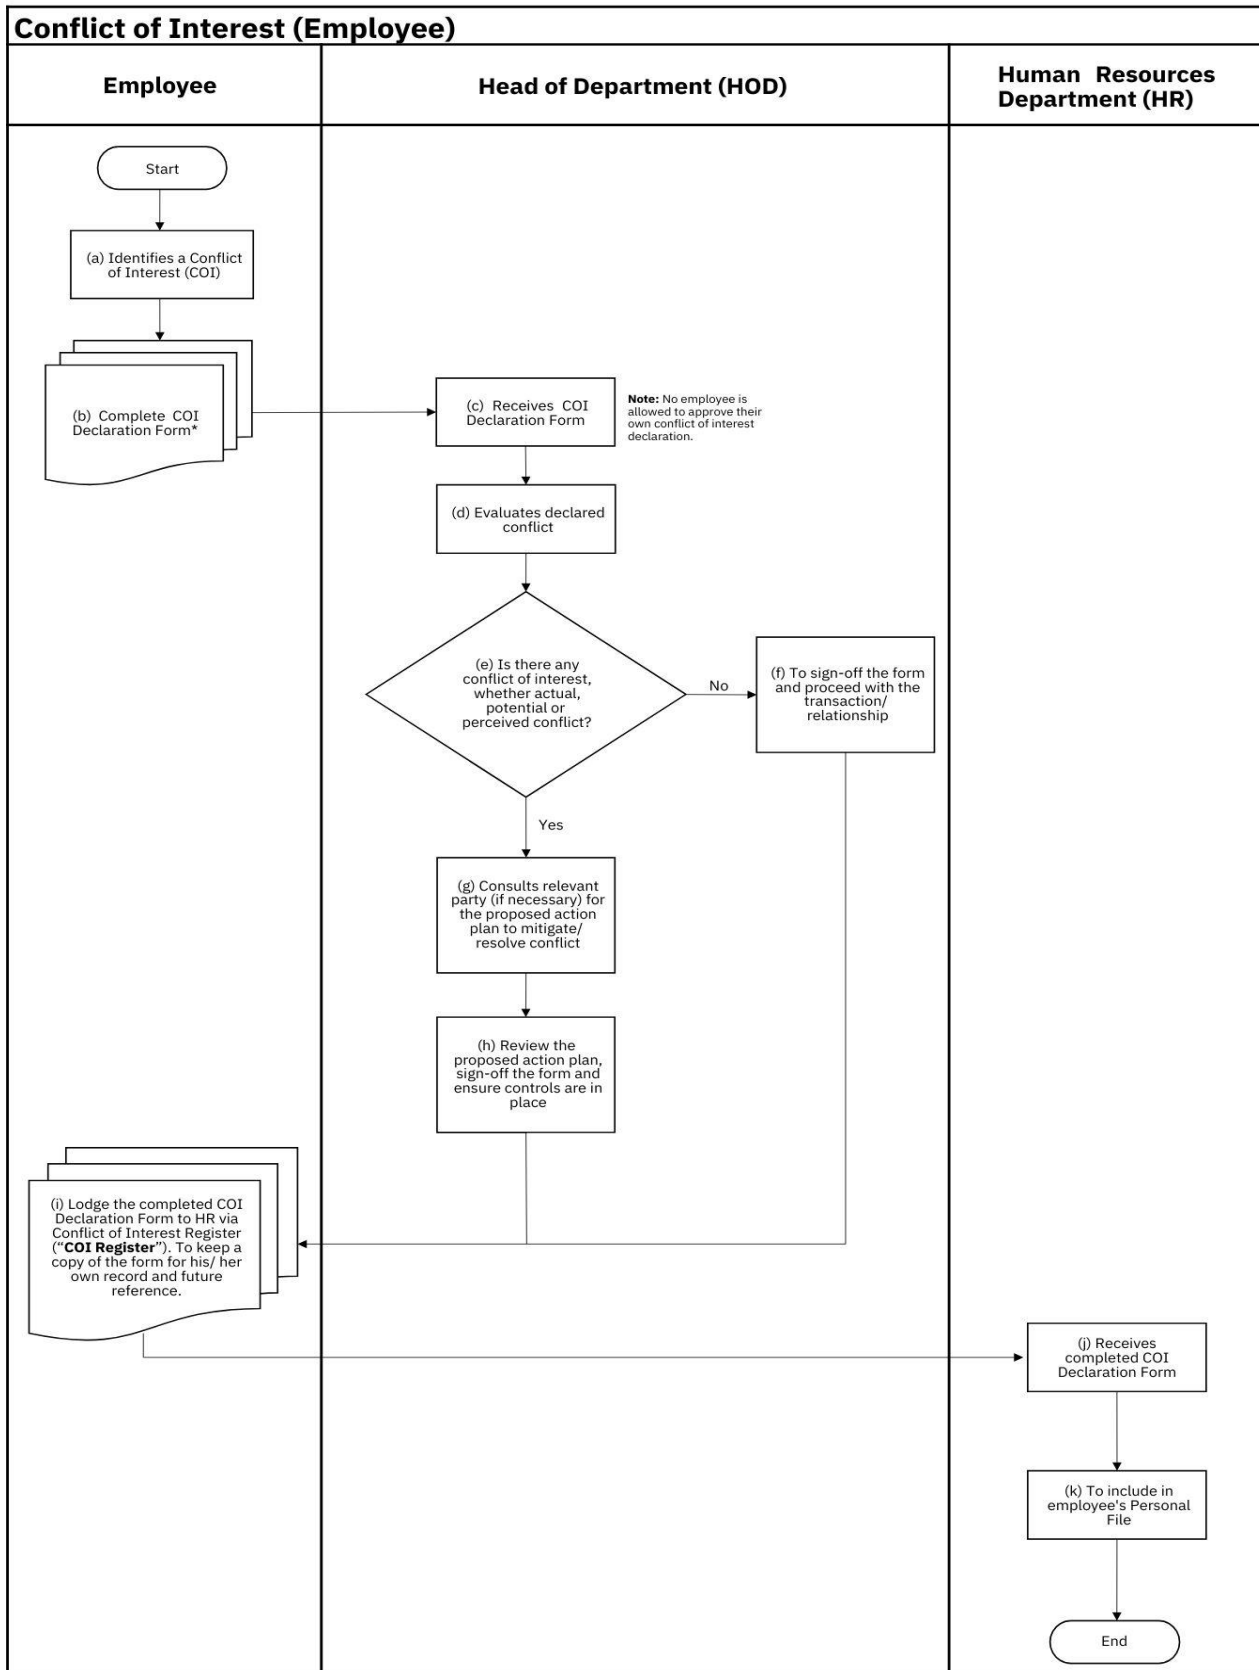 Conflict of Interest (Employee)
Employee
Head of Department (HOD)
Human Resources
Department (HR)
Start
(a) Identifies a Conflict
of Interest (COI)
(b) Complete COI
Declaration Form*
(c) Receives COI
Declaration Form
Note: No employee is
allowed to approve their
own conflict of interest
declaration.
(d) Evaluates declared
conflict
(e) Is there any
conflict of interest,
whether actual,
potential or
perceived conflict?
No
(f) To sign-off the form
and proceed with the
transaction/
relationship
Yes
(g) Consults relevant
party (if necessary) for
the proposed action
plan to mitigate/
resolve conflict
(h) Review the
proposed action plan,
sign-off the form and
ensure controls are in
place
(i) Lodge the completed COI
Declaration Form to HR via
Conflict of Interest Register
(“COI Register”). To keep a
copy of the form for his/ her
own record and future
reference.
(j) Receives
completed COI
Declaration Form
(k) To include in
employee's Personal
File
End